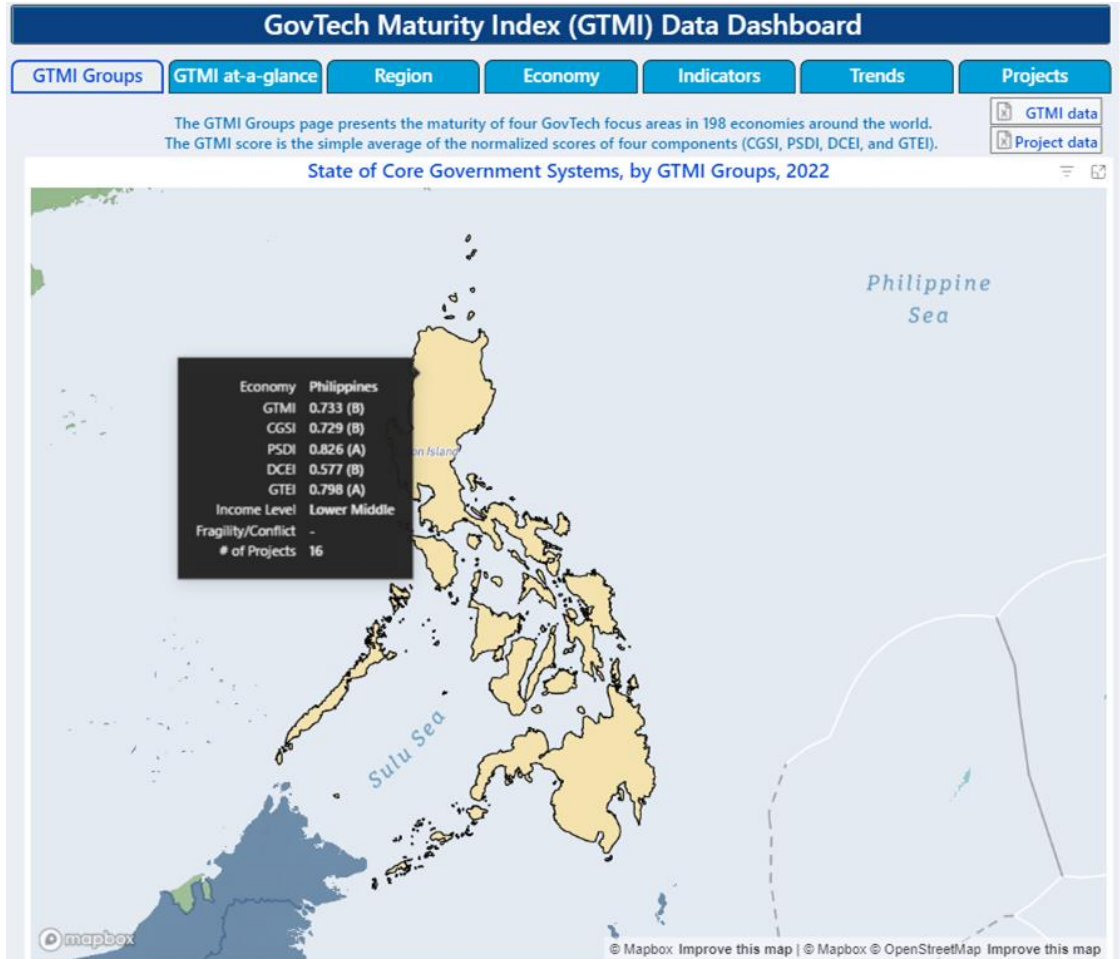 GovTech Maturity Index (GTMI) Data Dashboard
GTMI Groups
GTMI at-a-glance
Region
Economy
Indicators
Trends
Projects
The GTMI Groups page presents the maturity of four GovTech focus areas in 198 economies around the world.
The GTMI score is the simple average of the normalized scores of four components (CGSI, PSDI, DCEI, and GTEI).
GTMI data
Project data
State of Core Government Systems, by GTMI Groups, 2022
Philippine
Sea
Economy Philippines
GTMI 0.733 (B)
CGSI 0.729 (B)
PSDI 0.826 (A)
DCEI 0.577 (B)
GTEI 0.798 (A)
Income Level Lower Middle
Fragility/Conflict -
# of Projects 16
on Island
Sulu Sea
mapbox
© Mapbox Improve this map | © Mapbox © OpenStreetMap Improve this map